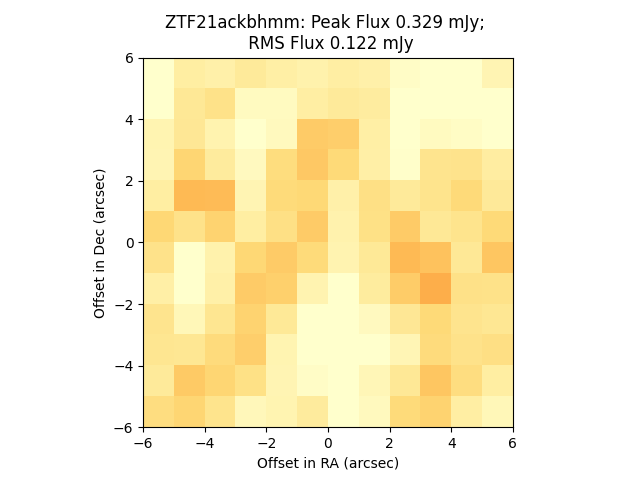 ZTF21ackbhmm: Peak Flux 0.329 mJy;
RMS Flux 0.122 mJy
6
4
2
0
−2
−4
−6
Offset in Dec (arcsec)
−6 −4 −2 0 2 4 6
Offset in RA (arcsec)